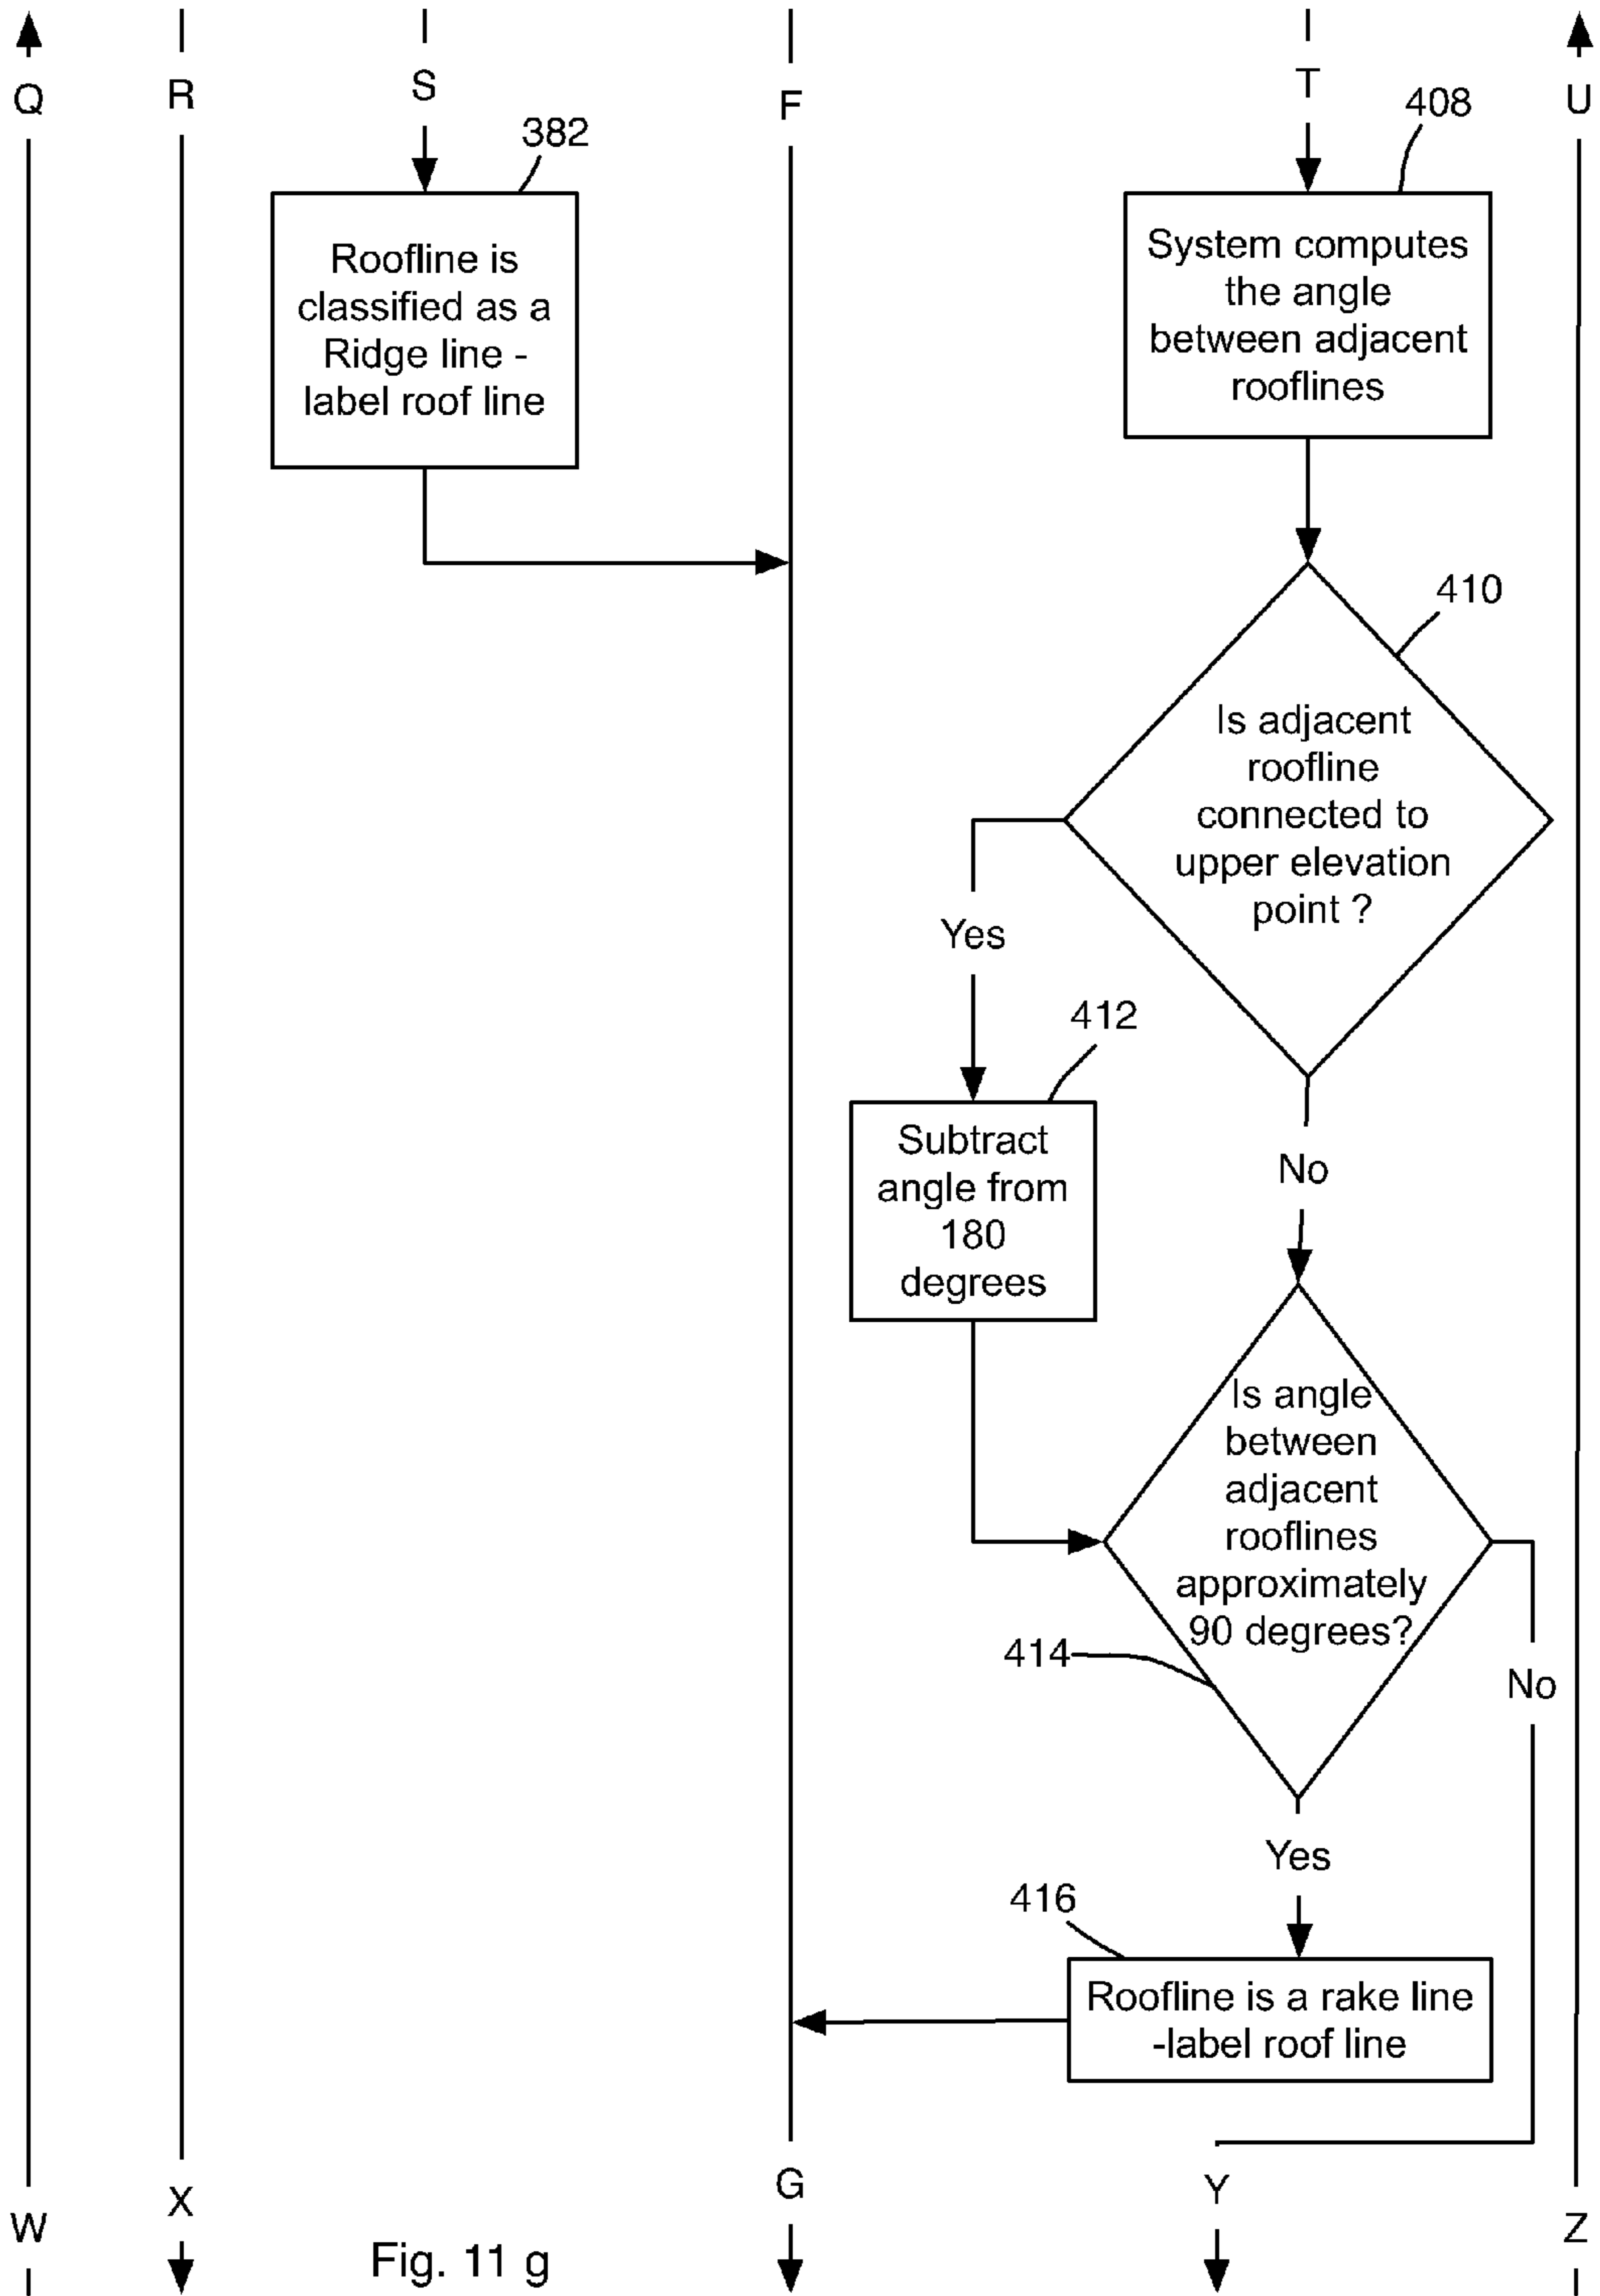 Q
R
S
F
T
U
382
408
Roofline is
classified as a
Ridge line -
label roof line
System computes
the angle
between adjacent
rooflines
410
Is adjacent
roofline
connected to
upper elevation
point ?
Yes
412
No
Subtract
angle from
180
degrees
Is angle
between
adjacent
rooflines
approximately
90 degrees?
414
No
Yes
416
Roofline is a rake line
-label roof line
W
X
G
Y
Z
Fig. 11 g